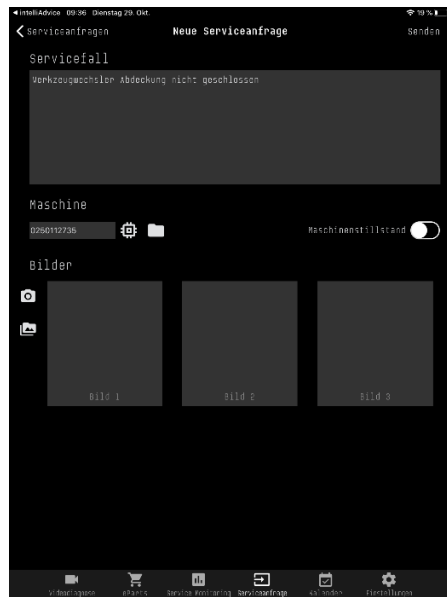 intelliAdvice 09:36 Dienstag 29. Okt. 19 %
Serviceanfragen Neue Serviceanfrage Senden
Servicefall
Werkzeugwechsler Abdeckung nicht geschlossen
Maschine
0250112735 Maschinenstillstand
Bilder
Bild 1 Bild 2 Bild 3
Videodiagnose eParts Service Monitoring Serviceanfrage Kalender Einstellungen